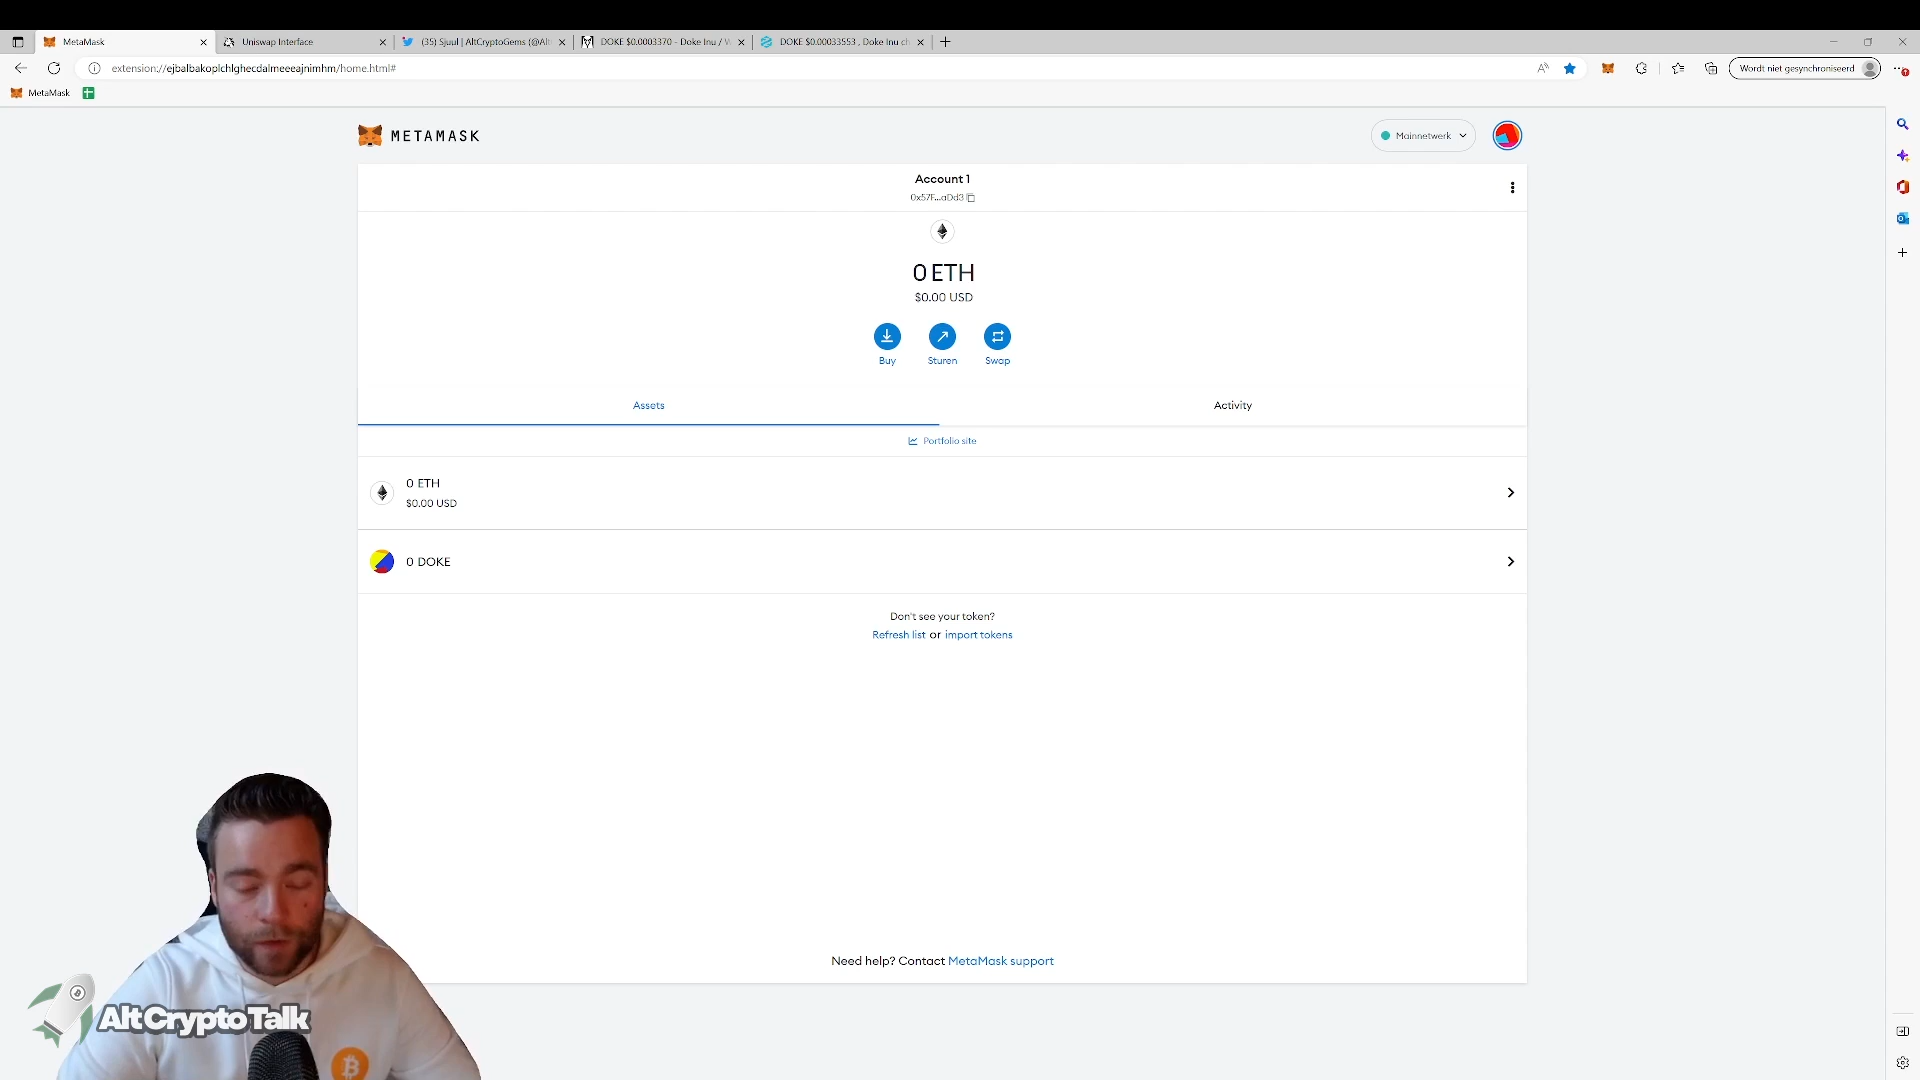 MetaMask
Uniswap Interface
(35) Sjuul | AltCryptoGems (@Alt
DOKE $0.0003370 - Doke Inu / W
DOKE $0.00033553 , Doke Inu ch
extension://ejbalbakoplchlghecdalmeeeajnimhm/home.html#
Wordt niet gesynchroniseerd
MetaMask
METAMASK
Mainnetwerk
Account 1
0x57F...aDd3
0 ETH
$0.00 USD
Buy
Sturen
Swap
Assets
Activity
Portfolio site
0 ETH
$0.00 USD
0 DOKE
Don't see your token?
Refresh list or import tokens
Need help? Contact MetaMask support
AltCryptoTalk